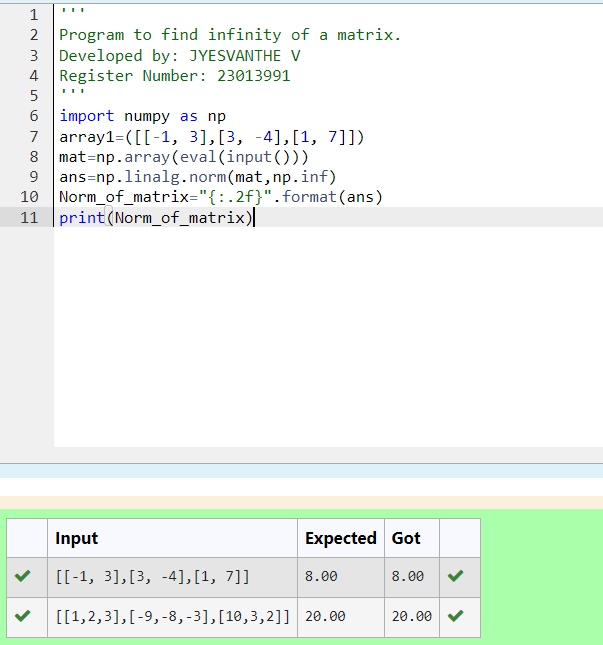 1 '''
2 Program to find infinity of a matrix.
3 Developed by: JYESVANTHE V
4 Register Number: 23013991
5 '''
6 import numpy as np
7 array1=([[-1, 3],[3, -4],[1, 7]])
8 mat=np.array(eval(input()))
9 ans=np.linalg.norm(mat,np.inf)
10 Norm_of_matrix="{:.2f}".format(ans)
11 print(Norm_of_matrix)
Input Expected Got
[[-1, 3],[3, -4],[1, 7]] 8.00 8.00
[[1,2,3],[-9,-8,-3],[10,3,2]] 20.00 20.00